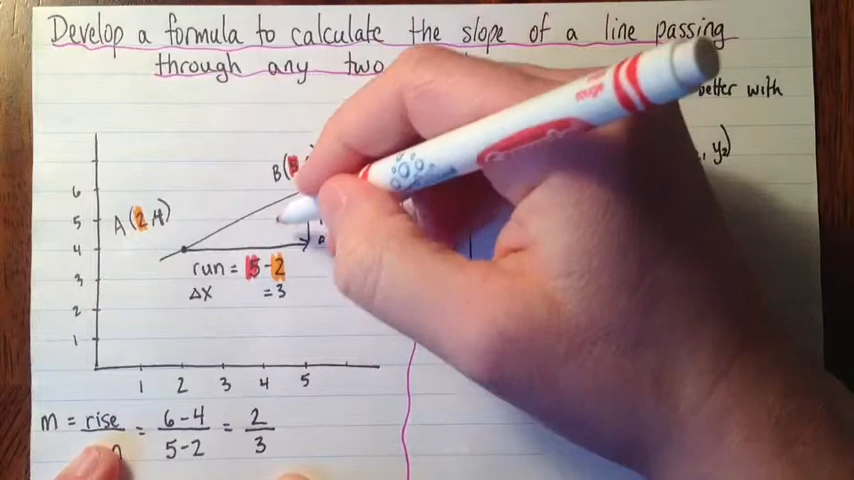 Develop a formula to calculate the slope of a line passing
through any two
better with
, y₂)
B(5
6
A(2,4)
5
4
run = 5-2
3
Δx =3
2
1
1 2 3 4 5
m = rise = 6-4 = 2
5-2 3